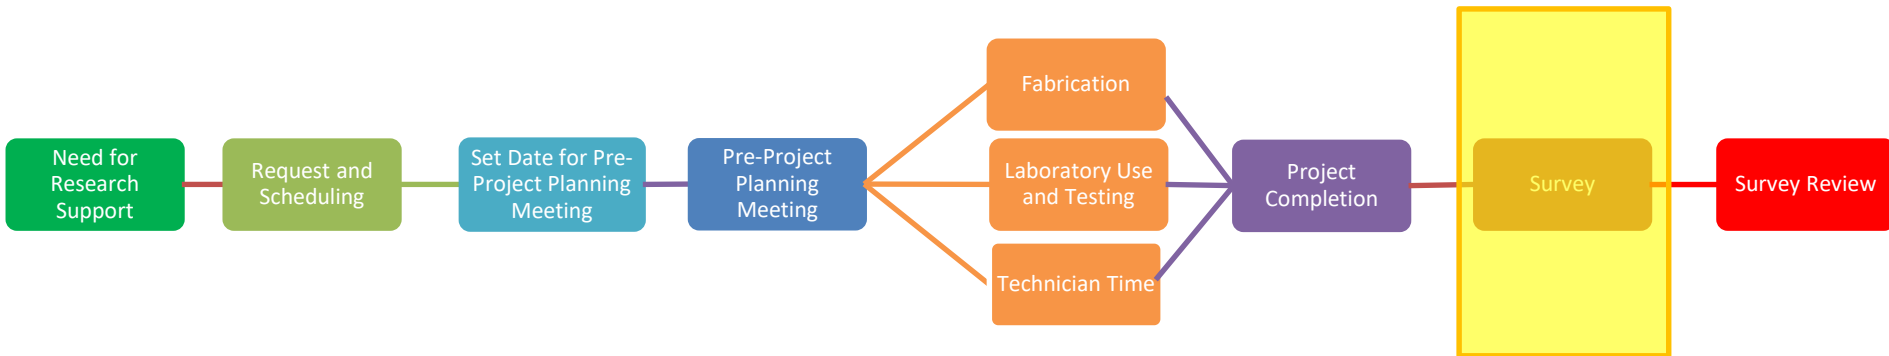 Need for
Research
Support
Request and
Scheduling
Set Date for Pre-
Project Planning
Meeting
Pre-Project
Planning
Meeting
Fabrication
Laboratory Use
and Testing
Technician Time
Project
Completion
Survey
Survey Review